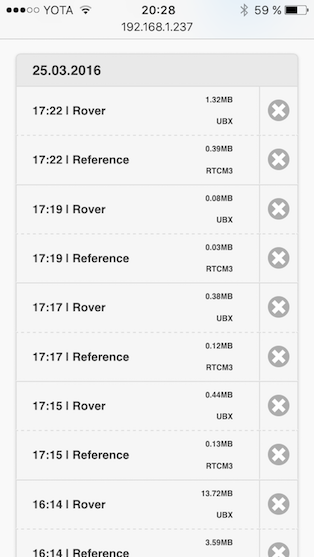 YOTA 20:28 59 %
192.168.1.237
25.03.2016
17:22 | Rover 1.32MB
UBX
17:22 | Reference 0.39MB
RTCM3
17:19 | Rover 0.08MB
UBX
17:19 | Reference 0.03MB
RTCM3
17:17 | Rover 0.38MB
UBX
17:17 | Reference 0.12MB
RTCM3
17:15 | Rover 0.44MB
UBX
17:15 | Reference 0.13MB
RTCM3
16:14 | Rover 13.72MB
UBX
16:14 | Reference 3.59MB